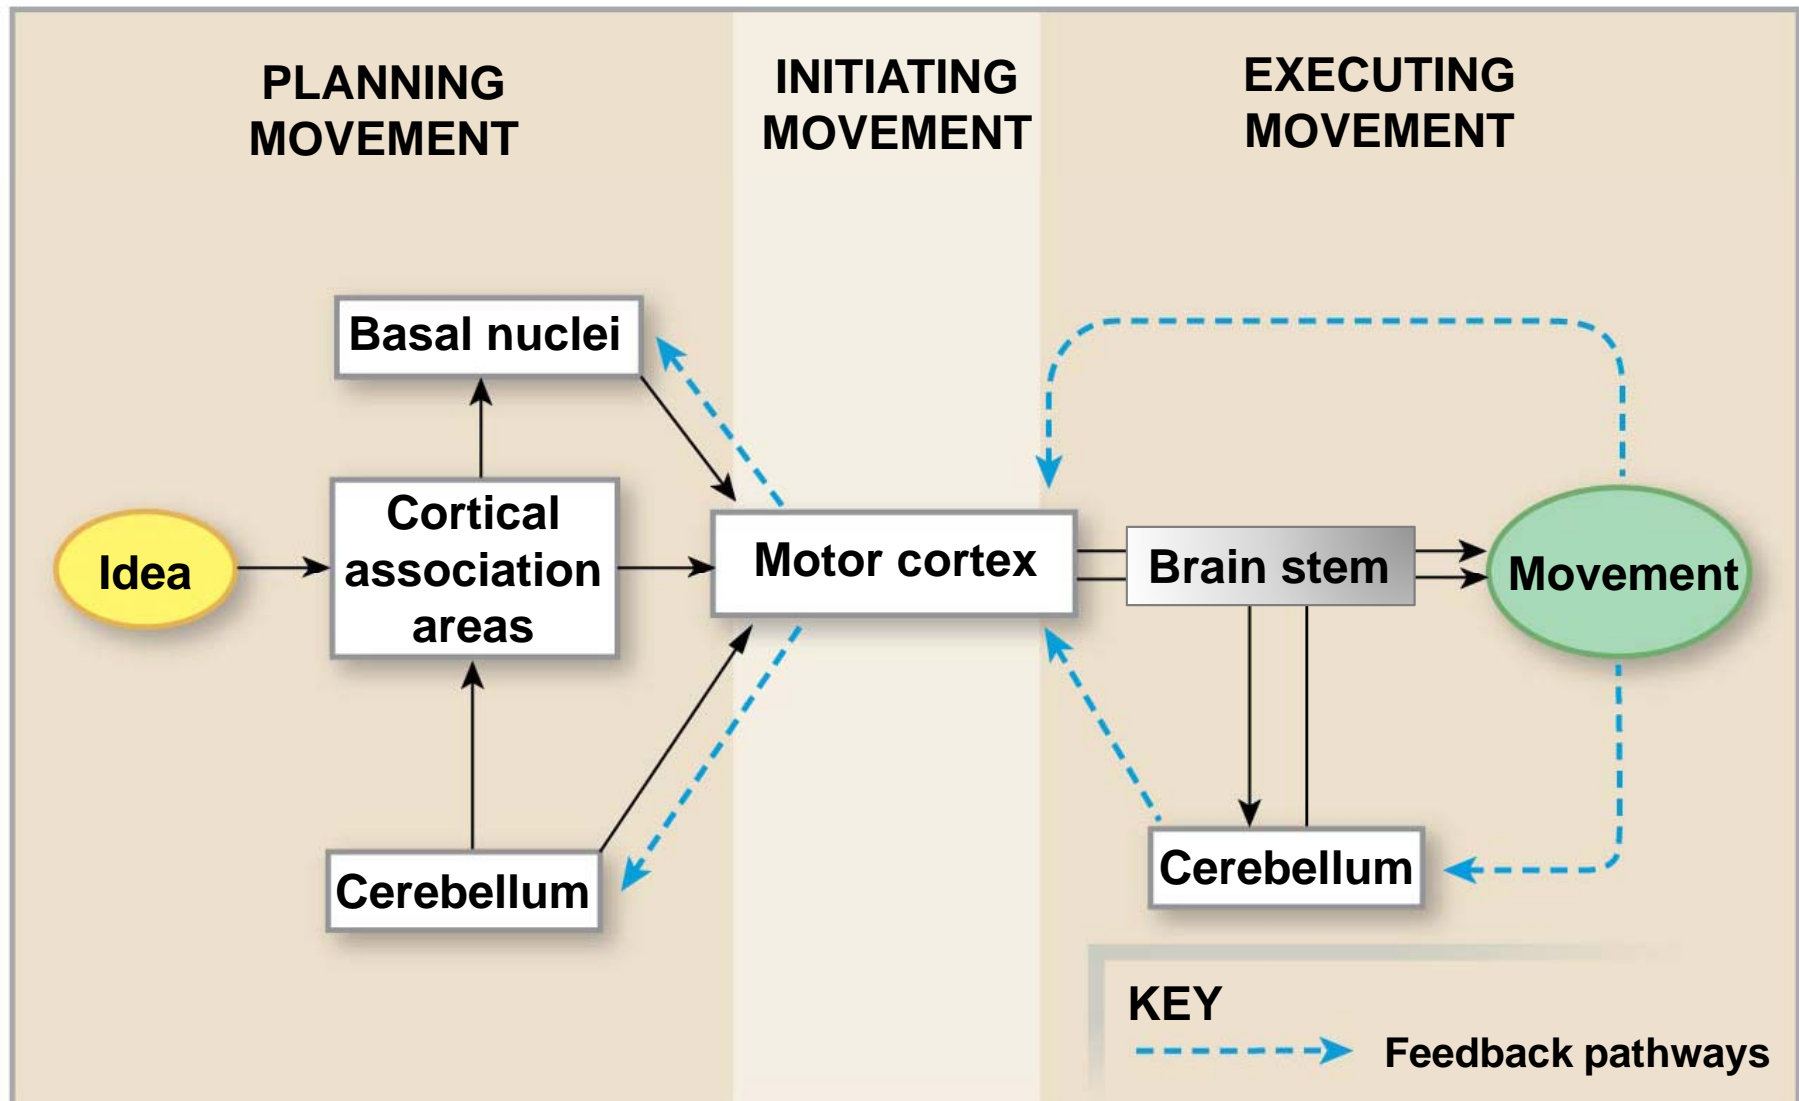 PLANNING
MOVEMENT
INITIATING
MOVEMENT
EXECUTING
MOVEMENT
Basal nuclei
Idea
Cortical
association
areas
Motor cortex
Brain stem
Movement
Cerebellum
Cerebellum
KEY
Feedback pathways